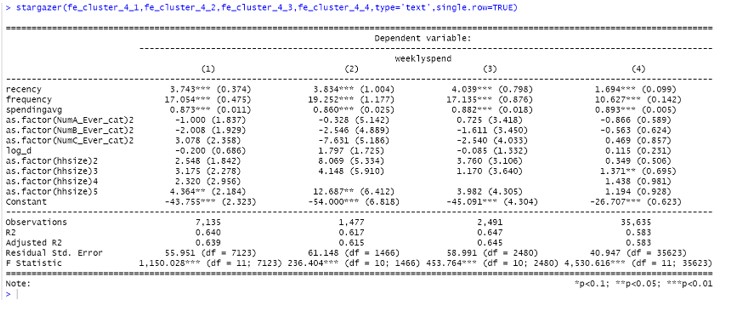 > stargazer(fe_cluster_4_1,fe_cluster_4_2,fe_cluster_4_3,fe_cluster_4_4,type='text',single.row=TRUE)
Dependent variable:
weeklyspend
(1) (2) (3) (4)
recency 3.743*** (0.374) 3.834*** (1.004) 4.039*** (0.798) 1.694*** (0.099)
frequency 17.054*** (0.475) 19.252*** (1.177) 17.135*** (0.876) 10.627*** (0.142)
spendingavg 0.873*** (0.011) 0.860*** (0.025) 0.882*** (0.018) 0.893*** (0.005)
as.factor(NumA_Ever_cat)2 -1.000 (1.837) -0.328 (5.142) 0.725 (3.418) -0.866 (0.589)
as.factor(NumB_Ever_cat)2 -2.008 (1.929) -2.546 (4.889) -1.611 (3.450) -0.563 (0.624)
as.factor(NumC_Ever_cat)2 3.078 (2.358) -7.631 (5.186) -2.540 (4.033) 0.469 (0.857)
log_d -0.200 (0.686) 1.797 (1.725) -0.085 (1.332) 0.115 (0.231)
as.factor(hhsize)2 2.548 (1.842) 8.069 (5.334) 3.760 (3.106) 0.349 (0.506)
as.factor(hhsize)3 3.175 (2.278) 4.148 (5.910) 1.170 (3.640) 1.371** (0.695)
as.factor(hhsize)4 2.320 (2.956) 1.438 (0.981)
as.factor(hhsize)5 4.364** (2.184) 12.687** (6.412) 3.982 (4.305) 1.194 (0.928)
Constant -43.755*** (2.323) -54.000*** (6.818) -45.091*** (4.304) -26.707*** (0.623)
Observations 7,135 1,477 2,491 35,635
R2 0.640 0.617 0.647 0.583
Adjusted R2 0.639 0.615 0.645 0.583
Residual Std. Error 55.951 (df = 7123) 61.148 (df = 1466) 58.991 (df = 2480) 40.947 (df = 35623)
F Statistic 1,150.028*** (df = 11; 7123) 236.404*** (df = 10; 1466) 453.764*** (df = 10; 2480) 4,530.616*** (df = 11; 35623)
Note: *p<0.1; **p<0.05; ***p<0.01
>